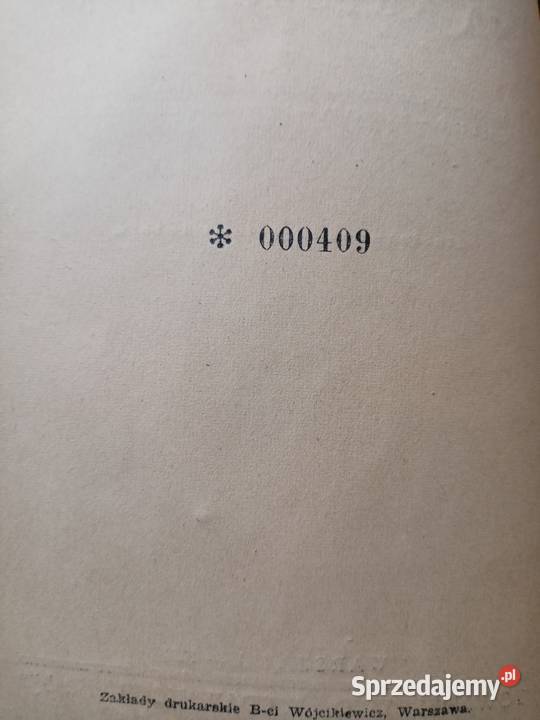 * 000409
Zakłady drukarskie B-ci Wójcikiewicz, Warszawa.
Sprzedajemy.pl